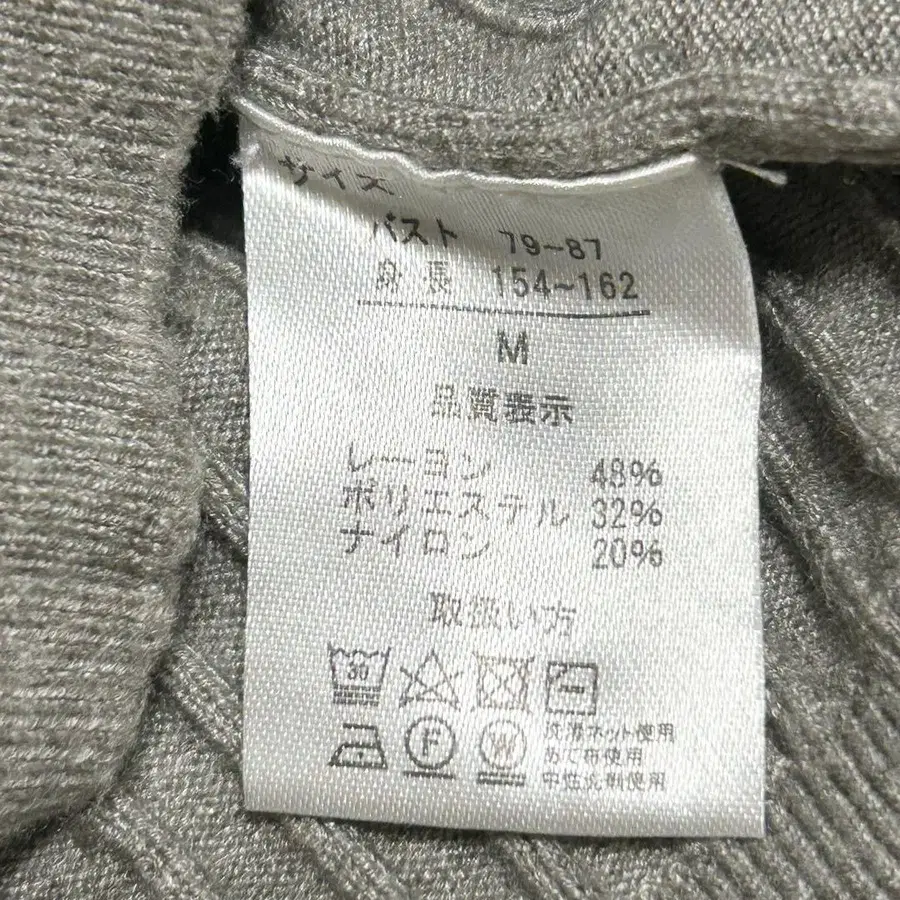 サイズ
バスト 79~87
身長 154~162
M
品質表示
レーヨン 48%
ポリエステル 32%
ナイロン 20%
取扱い方
30
F W
洗濯ネット使用
あて布使用
中性洗剤使用